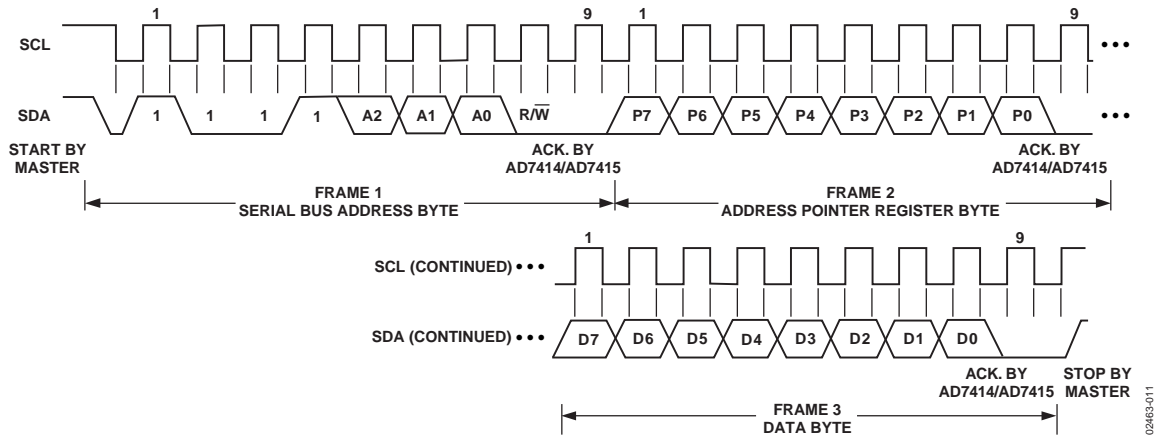 1 9 1 9
SCL •••
SDA 1 1 1 1 A2 A1 A0 R/W̅ P7 P6 P5 P4 P3 P2 P1 P0 •••
START BY
MASTER
ACK. BY
AD7414/AD7415
ACK. BY
AD7414/AD7415
FRAME 1
SERIAL BUS ADDRESS BYTE
FRAME 2
ADDRESS POINTER REGISTER BYTE
1 9
SCL (CONTINUED) •••
SDA (CONTINUED) ••• D7 D6 D5 D4 D3 D2 D1 D0
ACK. BY
AD7414/AD7415
STOP BY
MASTER
FRAME 3
DATA BYTE
02463-011